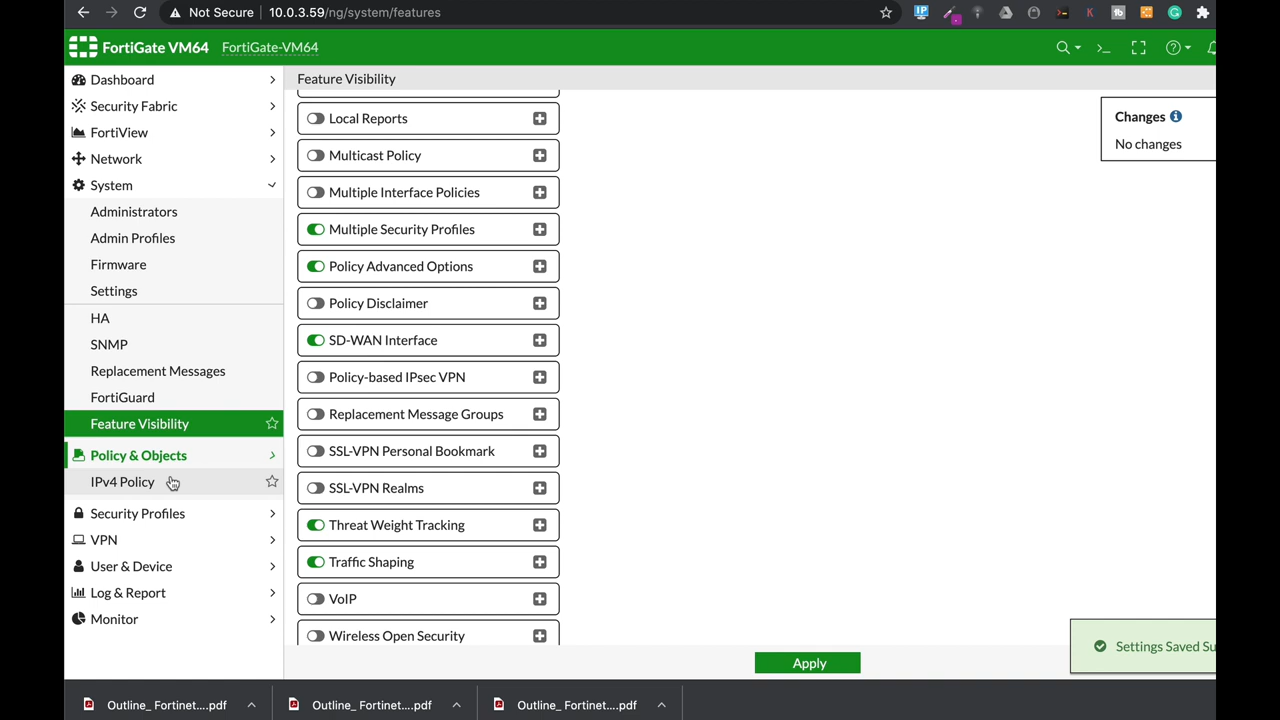 Not Secure | 10.0.3.59/ng/system/features
FortiGate VM64 FortiGate-VM64
Dashboard
Security Fabric
FortiView
Network
System
Administrators
Admin Profiles
Firmware
Settings
HA
SNMP
Replacement Messages
FortiGuard
Feature Visibility
Policy & Objects
IPv4 Policy
Security Profiles
VPN
User & Device
Log & Report
Monitor
Feature Visibility
Local Reports
Multicast Policy
Multiple Interface Policies
Multiple Security Profiles
Policy Advanced Options
Policy Disclaimer
SD-WAN Interface
Policy-based IPsec VPN
Replacement Message Groups
SSL-VPN Personal Bookmark
SSL-VPN Realms
Threat Weight Tracking
Traffic Shaping
VoIP
Wireless Open Security
Apply
Changes
No changes
Settings Saved Su
Outline_ Fortinet....pdf
Outline_ Fortinet....pdf
Outline_ Fortinet....pdf